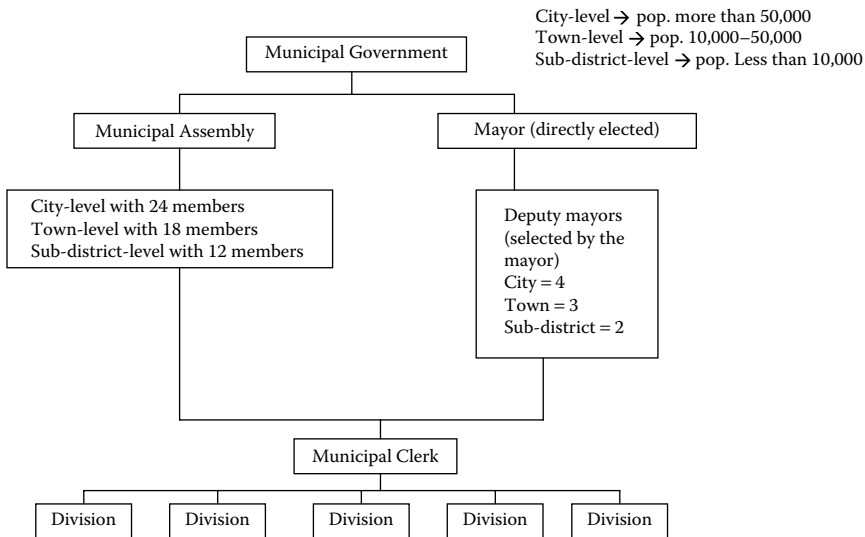 City-level → pop. more than 50,000
Town-level → pop. 10,000–50,000
Sub-district-level → pop. Less than 10,000
Municipal Government
Municipal Assembly
Mayor (directly elected)
City-level with 24 members
Town-level with 18 members
Sub-district-level with 12 members
Deputy mayors
(selected by the
mayor)
City = 4
Town = 3
Sub-district = 2
Municipal Clerk
Division
Division
Division
Division
Division